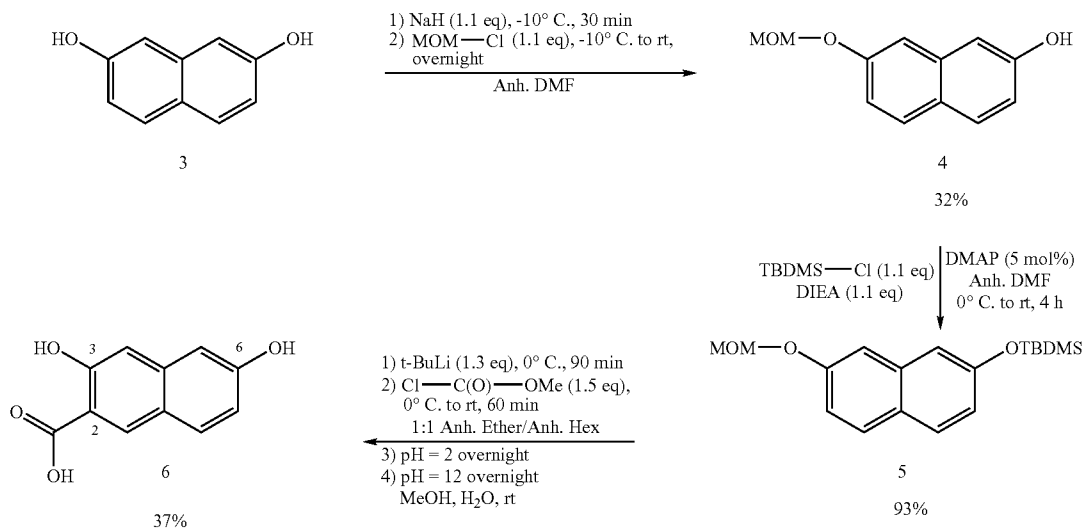 1) NaH (1.1 eq), -10° C., 30 min
2) MOM—Cl (1.1 eq), -10° C. to rt,
overnight
Anh. DMF
HO
OH
3
MOM—O
OH
4
32%
TBDMS—Cl (1.1 eq)
DIEA (1.1 eq)
DMAP (5 mol%)
Anh. DMF
0° C. to rt, 4 h
MOM—O
OTBDMS
5
93%
1) t-BuLi (1.3 eq), 0° C., 90 min
2) Cl—C(O)—OMe (1.5 eq),
0° C. to rt, 60 min
1:1 Anh. Ether/Anh. Hex
3) pH = 2 overnight
4) pH = 12 overnight
MeOH, H2O, rt
HO
3
6
OH
O
2
OH
6
37%